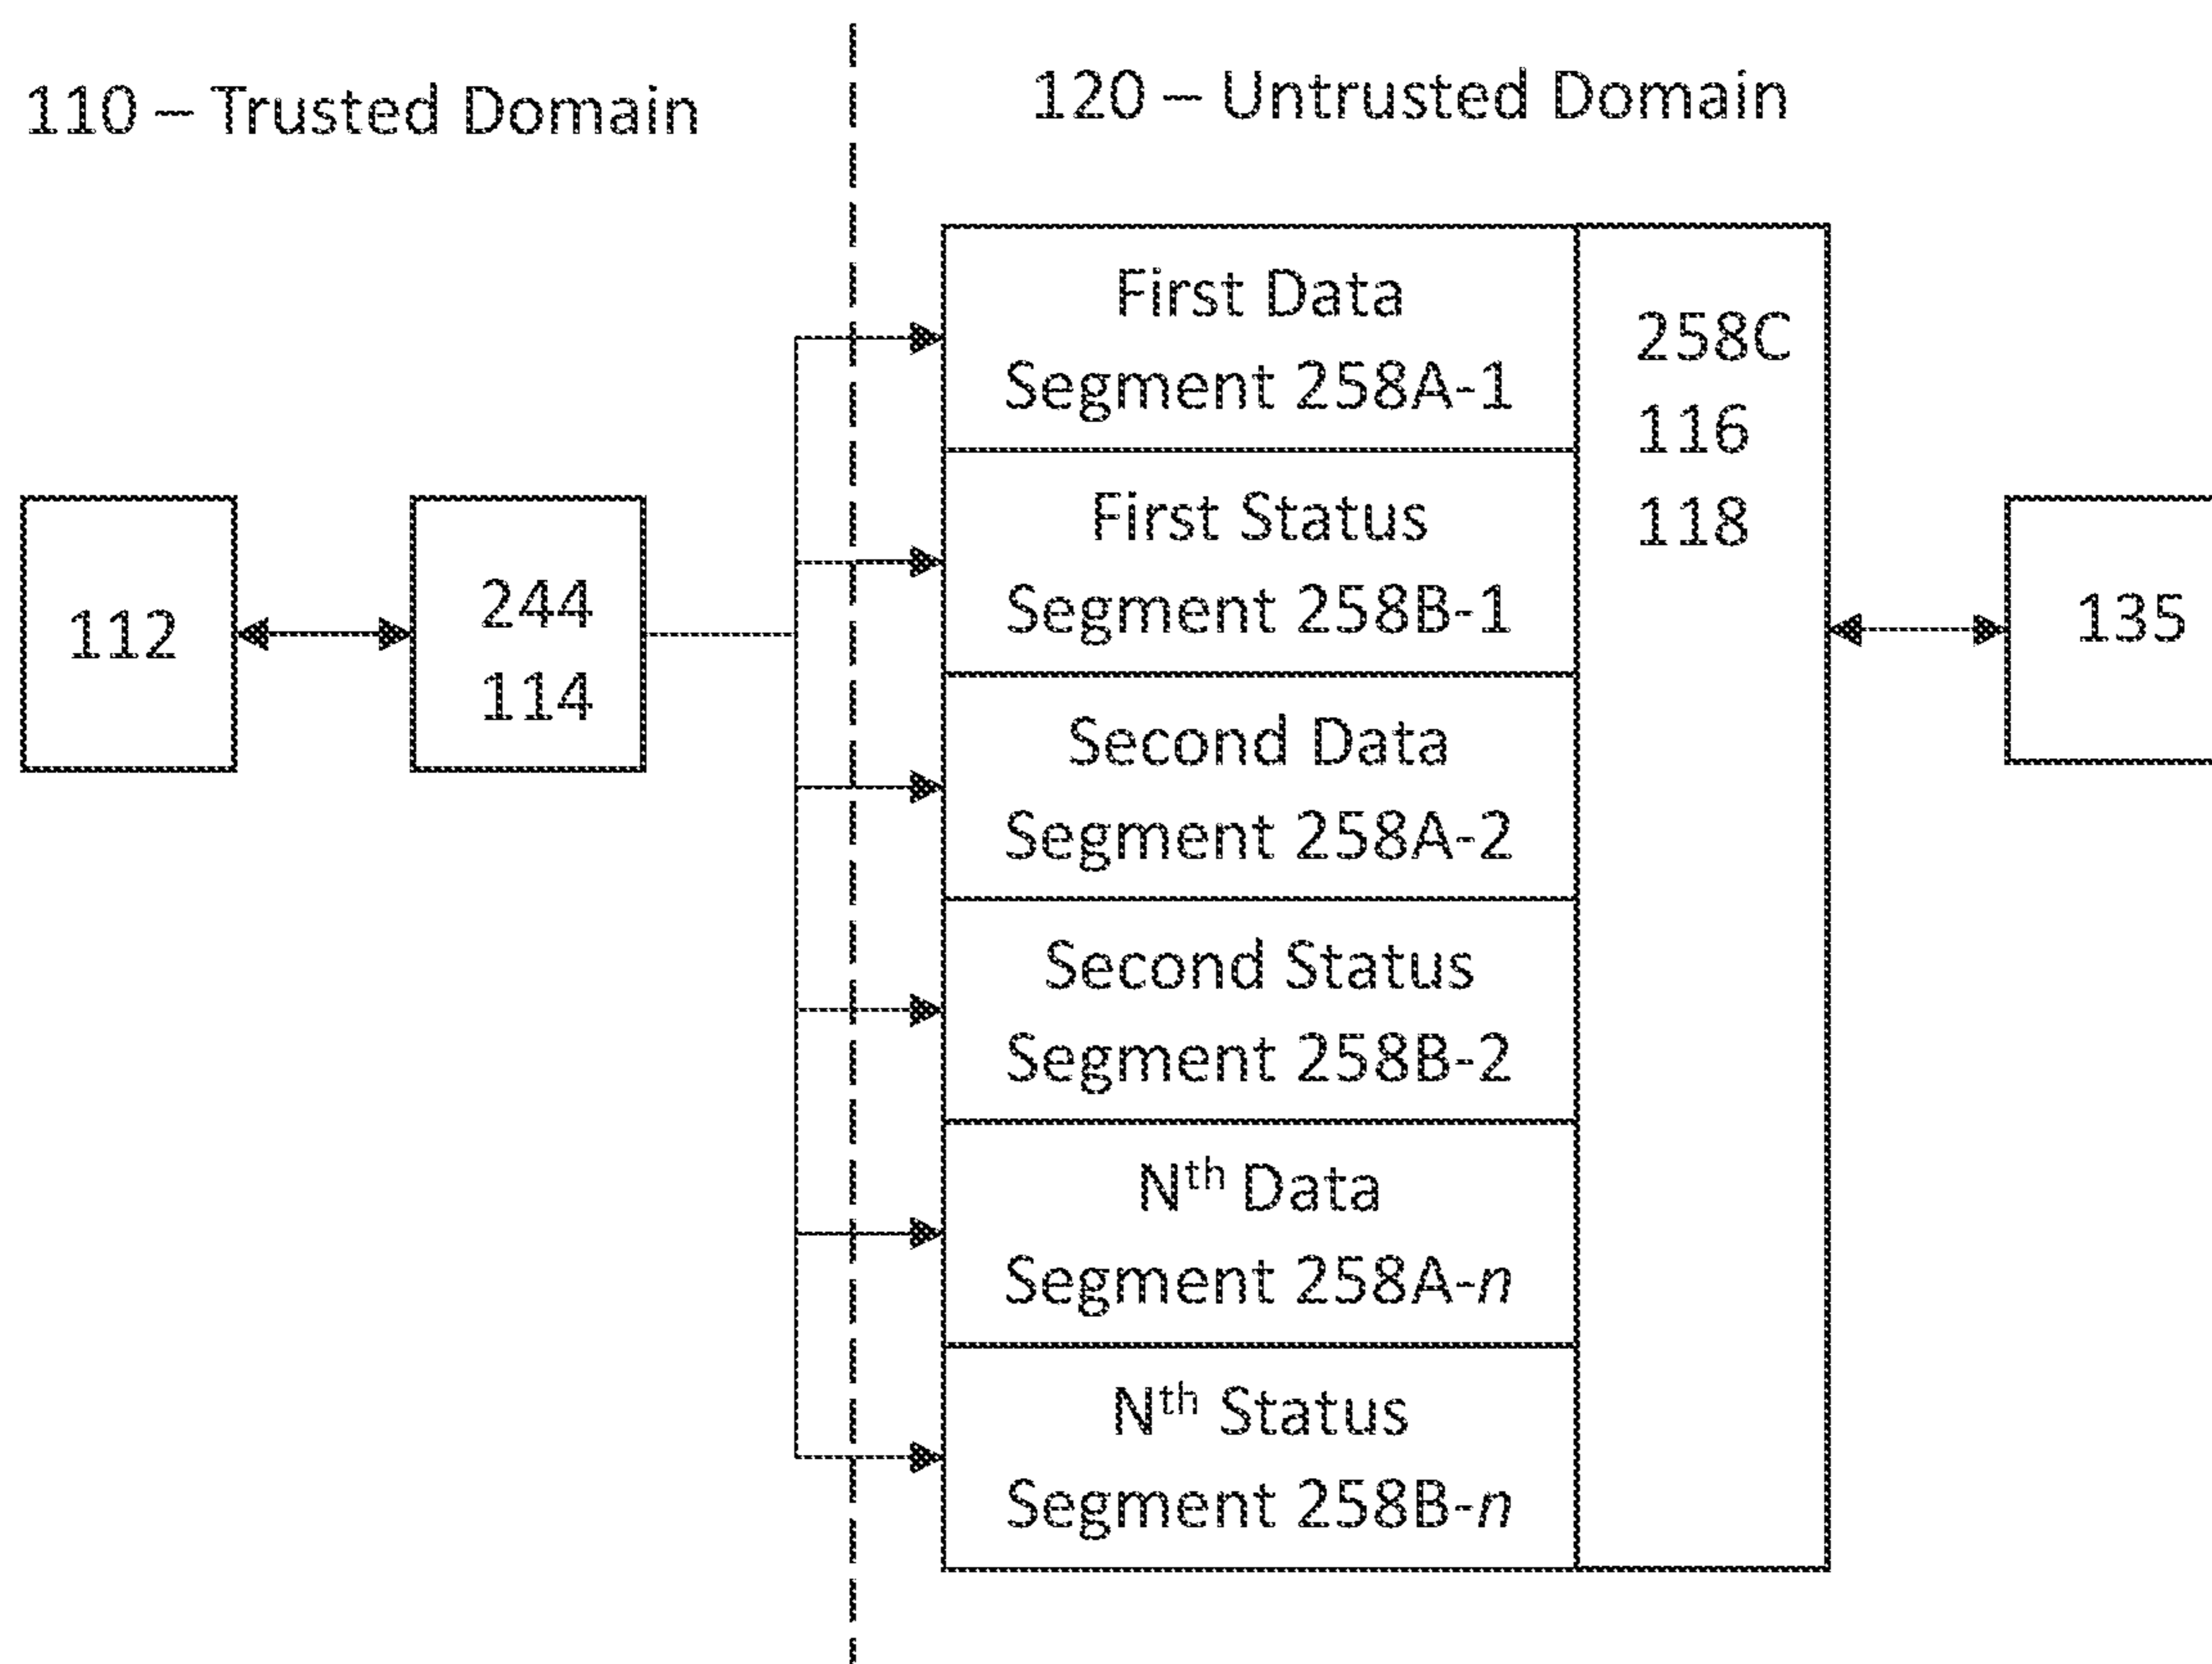 110 – Trusted Domain
120 – Untrusted Domain
112
244
114
First Data
Segment 258A-1
First Status
Segment 258B-1
Second Data
Segment 258A-2
Second Status
Segment 258B-2
Nth Data
Segment 258A-n
Nth Status
Segment 258B-n
258C
116
118
135